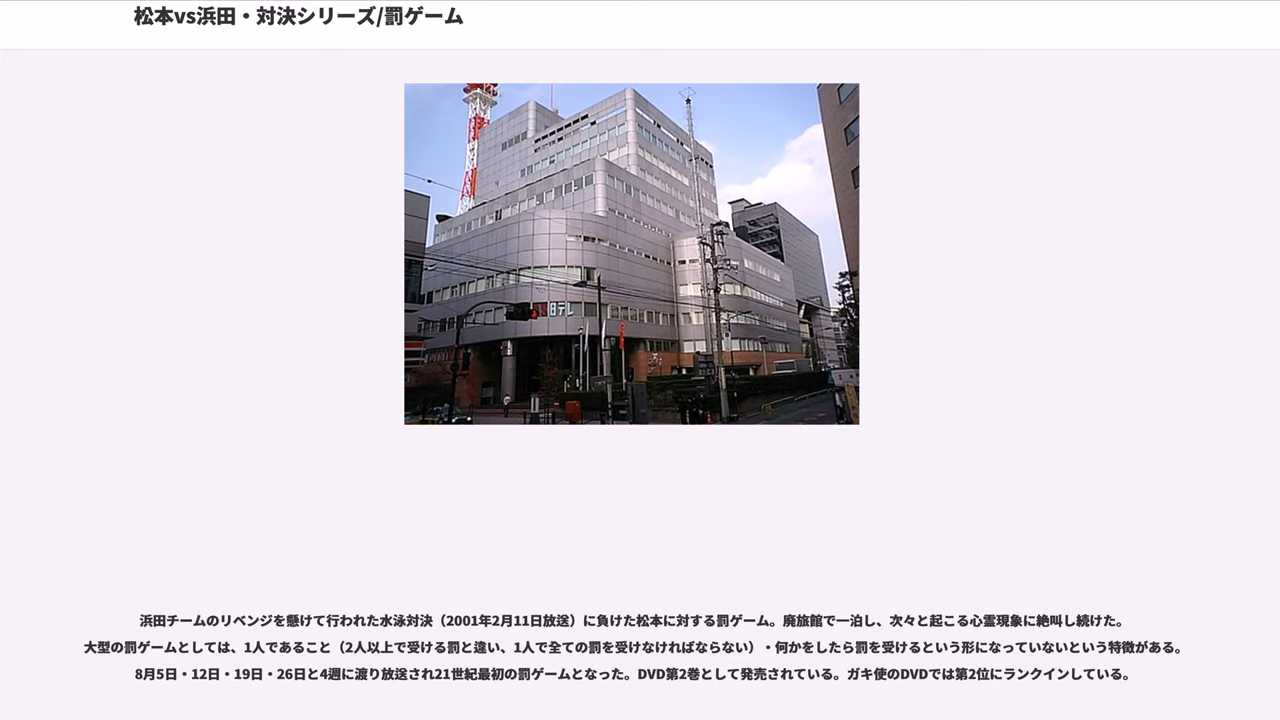 松本vs浜田・対決シリーズ/罰ゲーム
日テレ
浜田チームのリベンジを懸けて行われた水泳対決（2001年2月11日放送）に負けた松本に対する罰ゲーム。廃旅館で一泊し、次々と起こる心霊現象に絶叫し続けた。
大型の罰ゲームとしては、1人であること（2人以上で受ける罰と違い、1人で全ての罰を受けなければならない）・何かをしたら罰を受けるという形になっていないという特徴がある。
8月5日・12日・19日・26日と4週に渡り放送され21世紀最初の罰ゲームとなった。DVD第2巻として発売されている。ガキ使のDVDでは第2位にランクインしている。